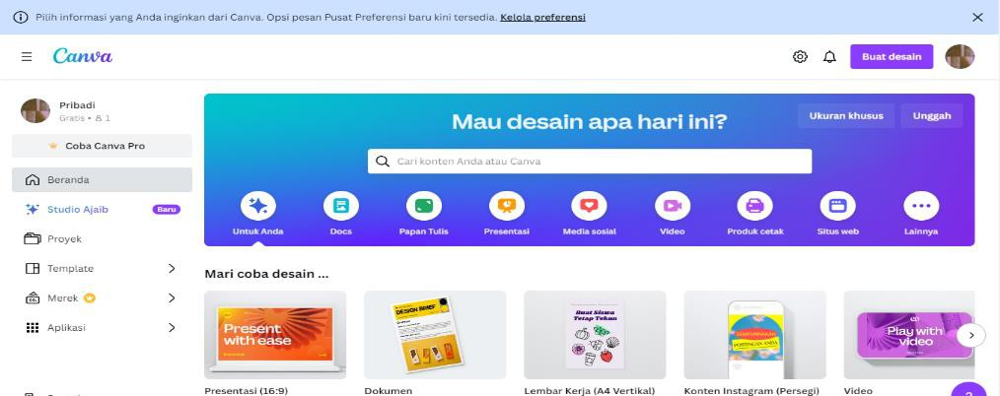 Pilih informasi yang Anda inginkan dari Canva. Opsi pesan Pusat Preferensi baru kini tersedia. Kelola preferensi
Canva
Buat desain
Pribadi
Gratis • 1
Coba Canva Pro
Beranda
Studio Ajaib
Baru
Proyek
Template
Merek
Aplikasi
Ukuran khusus
Unggah
Mau desain apa hari ini?
Cari konten Anda atau Canva
Untuk Anda
Docs
Papan Tulis
Presentasi
Media sosial
Video
Produk cetak
Situs web
Lainnya
Mari coba desain ...
Present
with ease
DESIGN BRIEF
Buat Siswa
Tetap Tekun
SEMPURNAKAN
POSTINGAN ANDA
Play with
video
Presentasi (16:9)
Dokumen
Lembar Kerja (A4 Vertikal)
Konten Instagram (Persegi)
Video